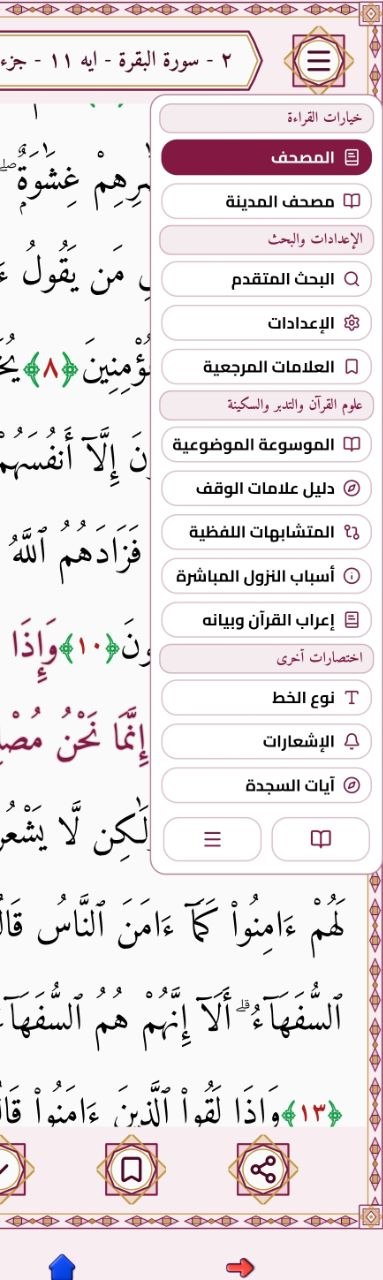 ٢ - سورة البقرة - ايه ١١ - جزء
خيارات القراءة
المصحف
مصحف المدينة
الإعدادات والبحث
البحث المتقدم
الإعدادات
العلامات المرجعية
علوم القرآن والتدبر والسكينة
الموسوعة الموضوعية
دليل علامات الوقف
المتشابهات اللفظية
أسباب النزول المباشرة
إعراب القرآن وبيانه
اختصارات أخرى
نوع الخط
الإشعارات
آيات السجدة
غِشَٰوَةٌۖ
مَن يَقُولُ
﴿٨﴾
إِلَّآ أَنفُسَهُمْ
فَزَادَهُمُ ٱللَّهُ
﴿١٠﴾ وَإِذَا
إِنَّمَا نَحْنُ
لَّا
لَهُمْ ءَامِنُوا۟ كَمَآ ءَامَنَ ٱلنَّاسُ
ٱلسُّفَهَآءُۗ أَلَآ إِنَّهُمْ هُمُ ٱلسُّفَهَآءُ
﴿١٣﴾ وَإِذَا لَقُوا۟ ٱلَّذِينَ ءَامَنُوا۟